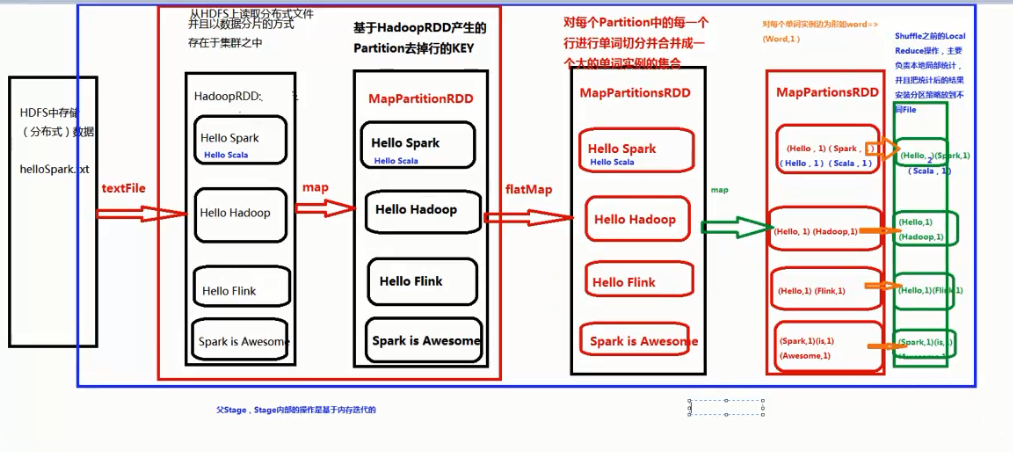 从HDFS上读取分布式文件
并且以数据分片的方式
存在于集群之中
基于HadoopRDD产生的
Partition去掉行的KEY
对每个Partition中的每一个
行进行单词切分并合并成一
个大的单词实例的集合
对每个单词实例边为形如word=>
(Word,1)
Shuffle之前的Local
Reduce操作，主要
负责本地局部统计，
并且把统计后的结果
安装分区策略放到不
同File
HDFS中存储
（分布式）数据
helloSpark.txt
textFile
HadoopRDD:
Hello Spark
Hello Scala
Hello Hadoop
Hello Flink
Spark is Awesome
map
MapPartitionRDD
Hello Spark
Hello Scala
Hello Hadoop
Hello Flink
Spark is Awesome
flatMap
MapPartitionsRDD
Hello Spark
Hello Scala
Hello Hadoop
Hello Flink
Spark is Awesome
map
MapPartionsRDD
(Hello，1)（Spark，1）
（Hello，1）（Scala，1）
(Hello, 1) (Hadoop,1)
(Hello,1) (Flink,1)
(Spark,1)(is,1)
(Awesome,1)
(Hello, 2)(Spark,1)
（Scala，1）
(Hello,1)
(Hadoop,1)
(Hello,1)(Flink,1)
(Spark,1)(is,1)
(Awesome,1)
父Stage，Stage内部的操作是基于内存迭代的